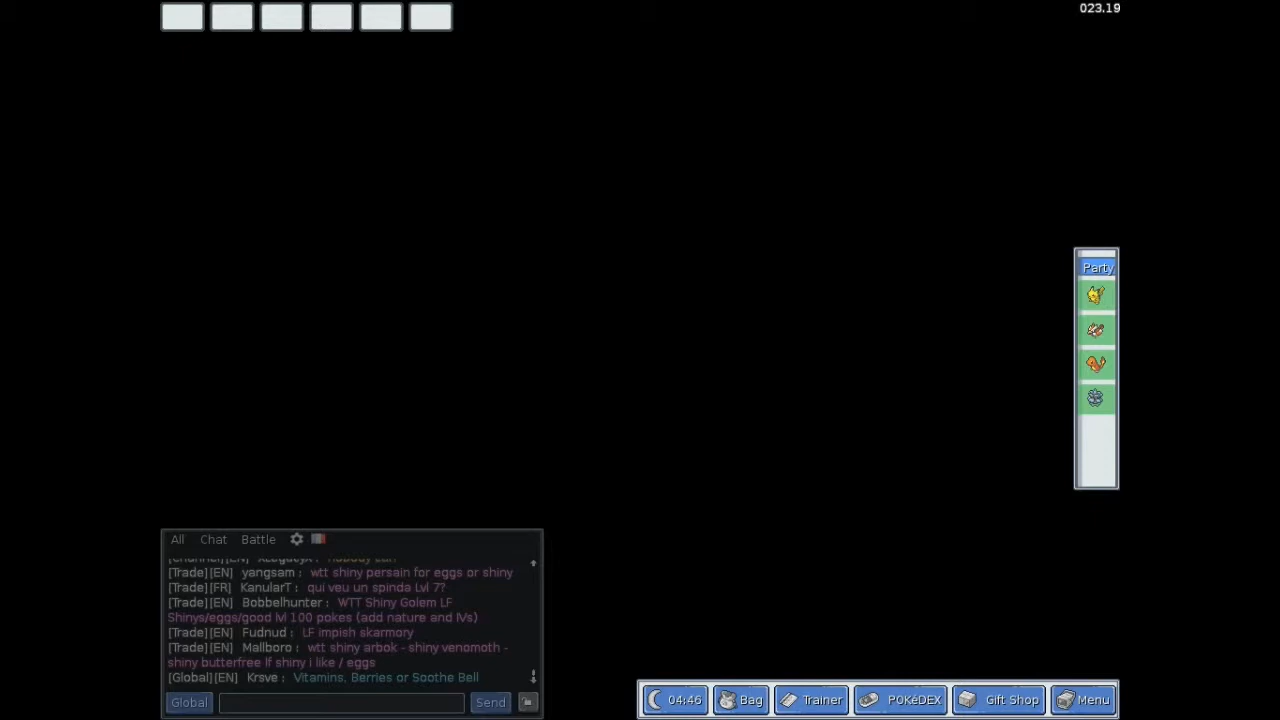 023.19
Party
All Chat Battle
[Trade][EN] yangsam : wtt shiny persain for eggs or shiny
[Trade][FR] KanularT : qui veu un spinda Lvl 7?
[Trade][EN] Bobbelhunter : WTT Shiny Golem LF
Shinys/eggs/good lvl 100 pokes (add nature and IVs)
[Trade][EN] Fudnud : LF impish skarmory
[Trade][EN] Mallboro : wtt shiny arbok - shiny venomoth -
shiny butterfree lf shiny i like / eggs
[Global][EN] Krsve : Vitamins, Berries or Soothe Bell
Global Send
04:46 Bag Trainer POKéDEX Gift Shop Menu